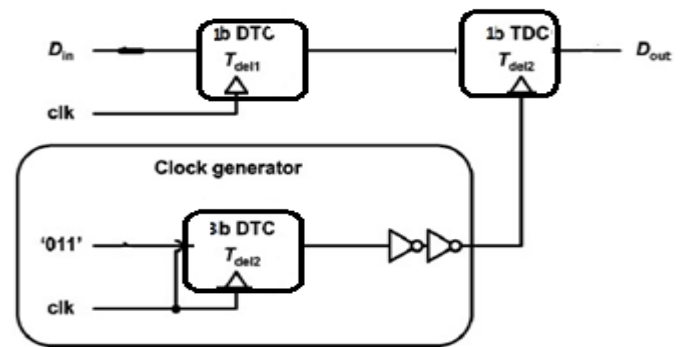 D_in
1b DTC
T_del1
1b TDC
T_del2
D_out
clk
Clock generator
'011'
3b DTC
T_del2
clk